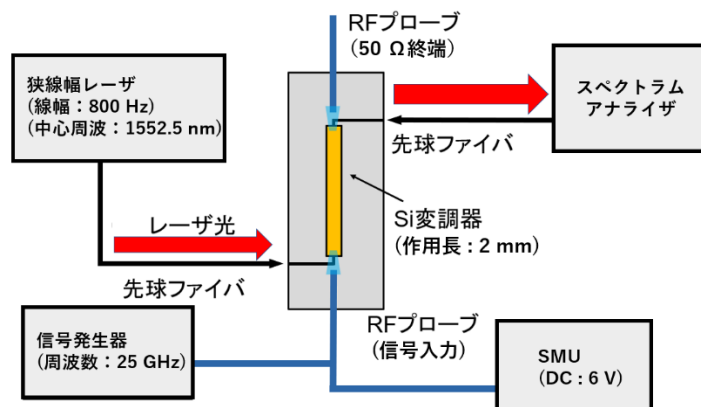 RFプローブ
(50 Ω終端)
狭線幅レーザ
(線幅：800 Hz)
(中心周波：1552.5 nm)
スペクトラム
アナライザ
先球ファイバ
Si変調器
(作用長 : 2 mm)
レーザ光
先球ファイバ
RFプローブ
(信号入力)
信号発生器
(周波数：25 GHz)
SMU
(DC : 6 V)